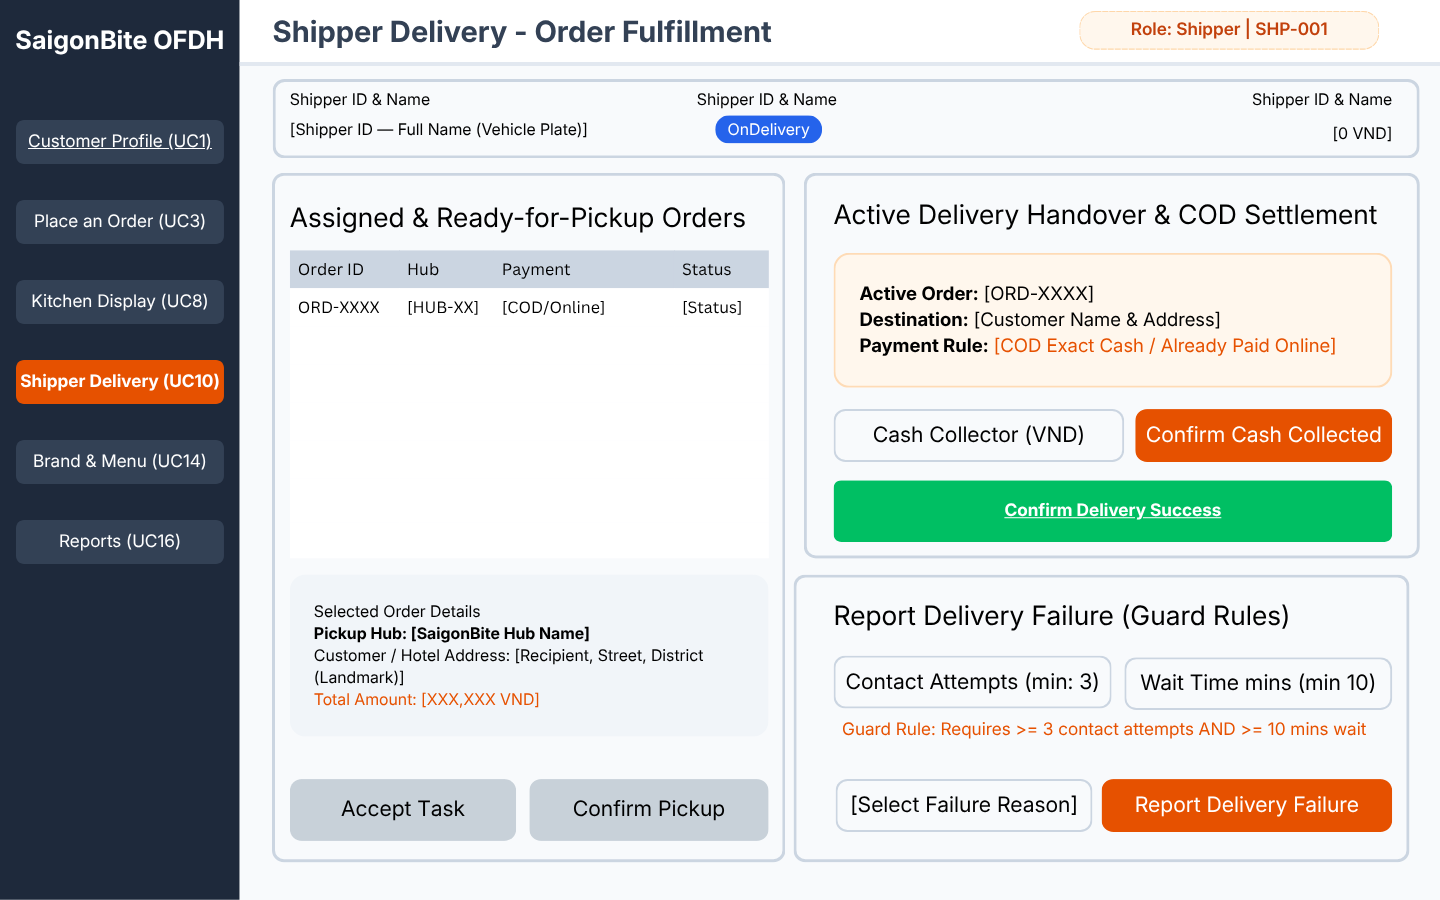 SaigonBite OFDH
Customer Profile (UC1)
Place an Order (UC3)
Kitchen Display (UC8)
Shipper Delivery (UC10)
Brand & Menu (UC14)
Reports (UC16)
Shipper Delivery - Order Fulfillment
Role: Shipper | SHP-001
Shipper ID & Name
[Shipper ID — Full Name (Vehicle Plate)]
Shipper ID & Name
OnDelivery
Shipper ID & Name
[0 VND]
Assigned & Ready-for-Pickup Orders
Order ID Hub Payment Status
ORD-XXXX [HUB-XX] [COD/Online] [Status]
Selected Order Details
Pickup Hub: [SaigonBite Hub Name]
Customer / Hotel Address: [Recipient, Street, District
(Landmark)]
Total Amount: [XXX,XXX VND]
Accept Task
Confirm Pickup
Active Delivery Handover & COD Settlement
Active Order: [ORD-XXXX]
Destination: [Customer Name & Address]
Payment Rule: [COD Exact Cash / Already Paid Online]
Cash Collector (VND)
Confirm Cash Collected
Confirm Delivery Success
Report Delivery Failure (Guard Rules)
Contact Attempts (min: 3)
Wait Time mins (min 10)
Guard Rule: Requires >= 3 contact attempts AND >= 10 mins wait
[Select Failure Reason]
Report Delivery Failure